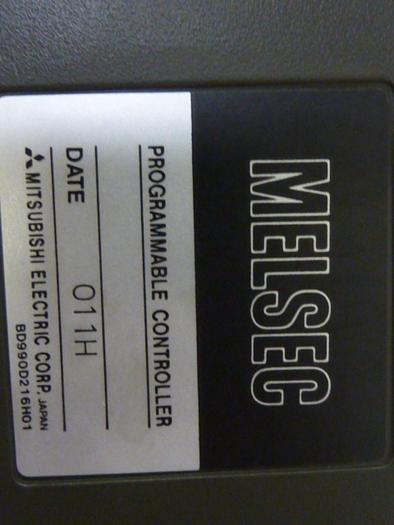 MELSEC
PROGRAMMABLE CONTROLLER
DATE 011H
MITSUBISHI ELECTRIC CORP. JAPAN
BD990D216H01